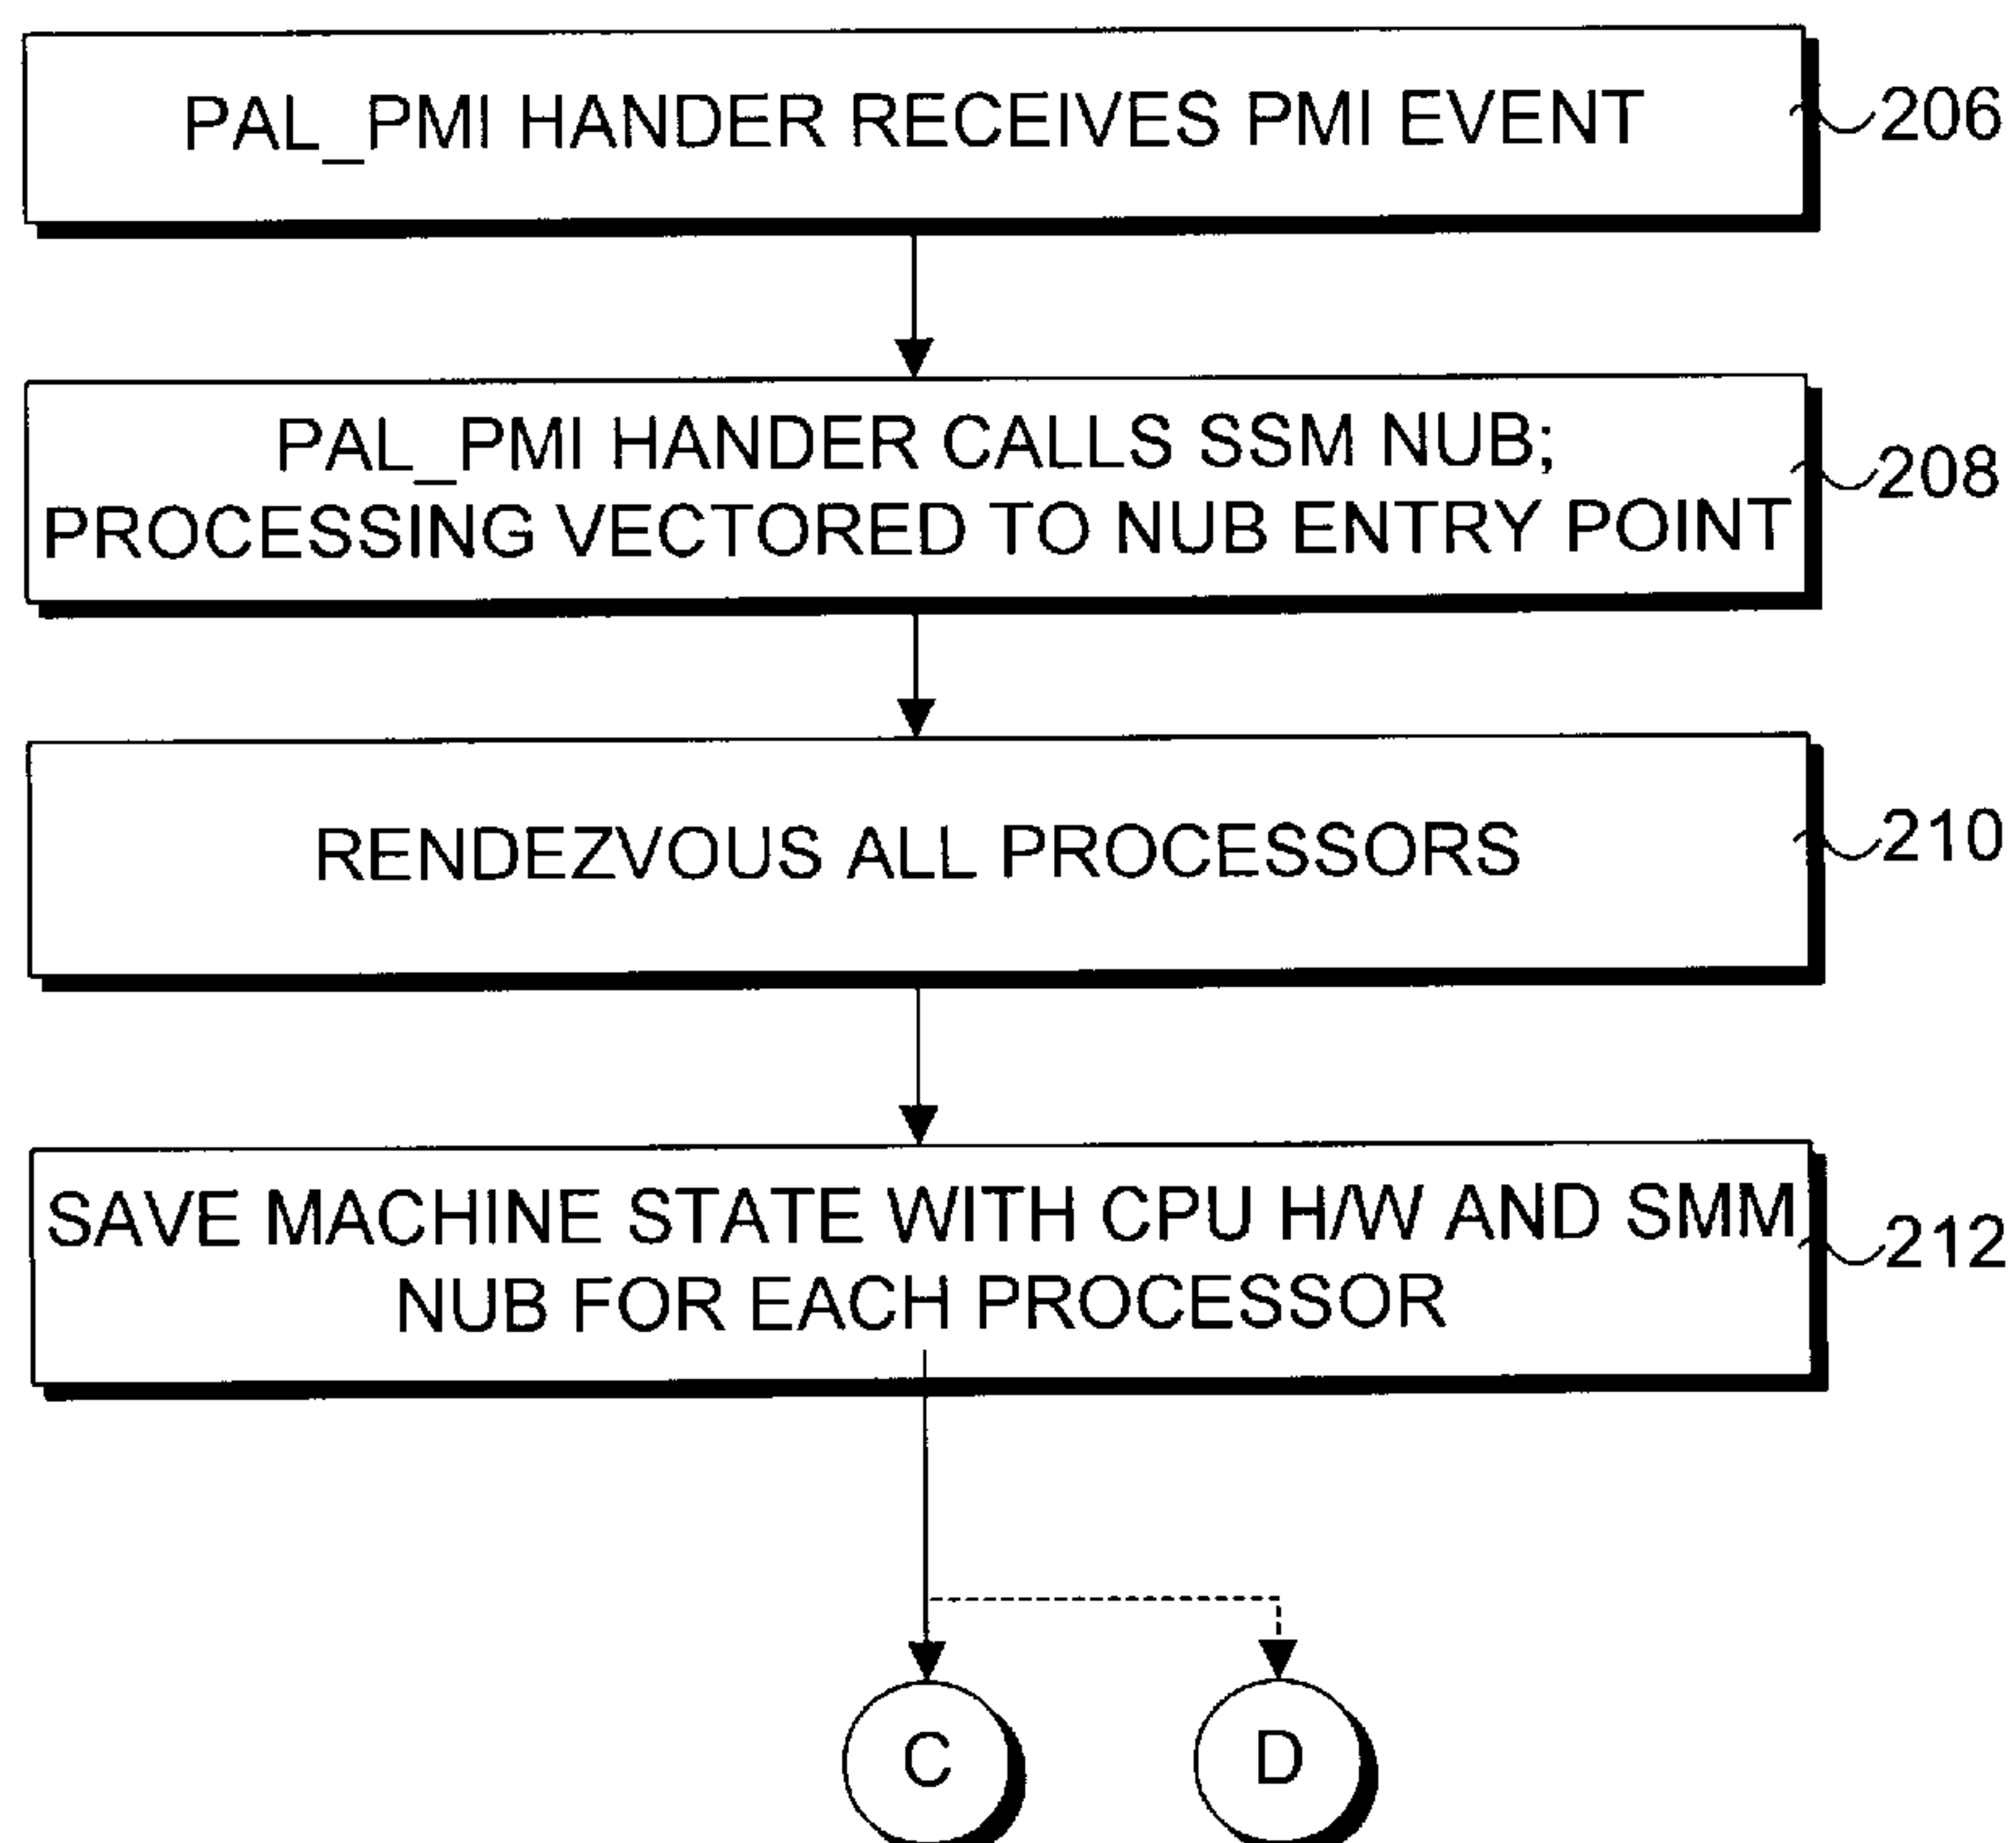 PAL_PMI HANDER RECEIVES PMI EVENT
206
PAL_PMI HANDER CALLS SSM NUB;
PROCESSING VECTORED TO NUB ENTRY POINT
208
RENDEZVOUS ALL PROCESSORS
210
SAVE MACHINE STATE WITH CPU H/W AND SMM
NUB FOR EACH PROCESSOR
212
C
D